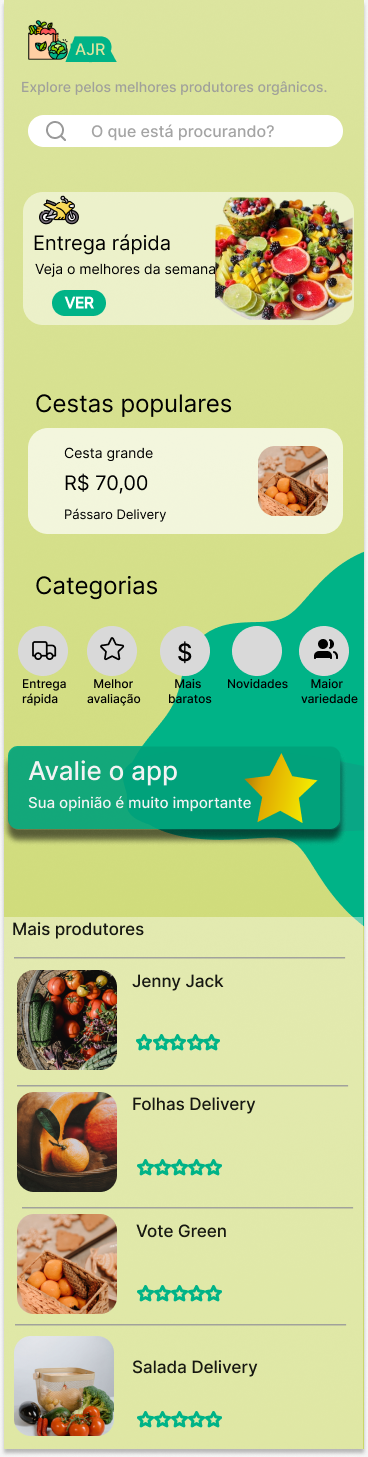 AJR
Explore pelos melhores produtores orgânicos.
O que está procurando?
Entrega rápida
Veja o melhores da semana
VER
Cestas populares
Cesta grande
R$ 70,00
Pássaro Delivery
Categorias
$
Entrega rápida
Melhor avaliação
Mais baratos
Novidades
Maior variedade
Avalie o app
Sua opinião é muito importante
Mais produtores
Jenny Jack
Folhas Delivery
Vote Green
Salada Delivery